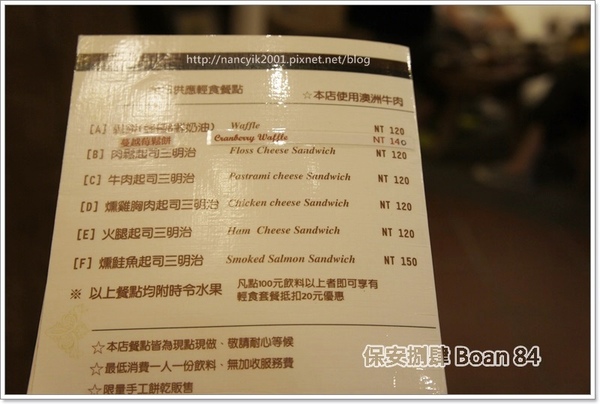 http://nancyik2001.pixnet.net/blog
供應輕食餐點
☆本店使用澳洲牛肉
[A] 奶油) Waffle NT 120
蔓越莓鬆餅 Cranberry Waffle NT 140
[B] 肉鬆起司三明治 Floss Cheese Sandwich NT 120
[C] 牛肉起司三明治 Pastrami cheese Sandwich NT 120
[D] 燻雞胸肉起司三明治 Chicken cheese Sandwich NT 120
[E] 火腿起司三明治 Ham Cheese Sandwich NT 120
[F] 燻鮭魚起司三明治 Smoked Salmon Sandwich NT 150
※ 以上餐點均附時令水果
凡點100元飲料以上者即可享有
輕食套餐抵扣20元優惠
☆本店餐點皆為現點現做、敬請耐心等候
☆最低消費一人一份飲料、無加收服務費
☆限量手工餅乾販售
保安捌肆 Boan 84